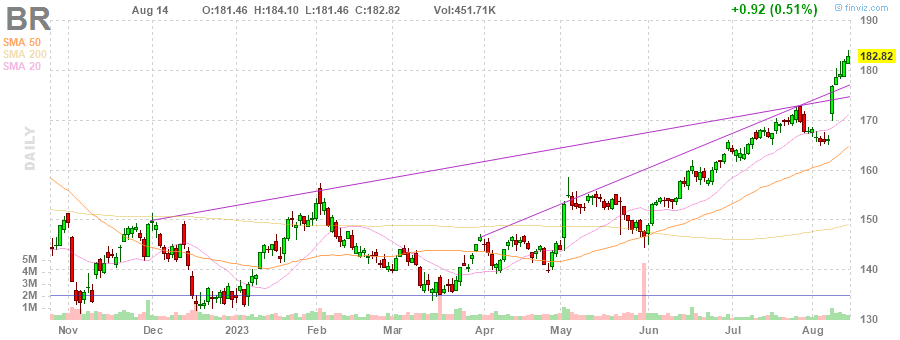 BR Aug 14 O:181.46 H:184.10 L:181.46 C:182.82 Vol:451.71K +0.92 (0.51%) finviz.com
SMA 50
SMA 200
SMA 20
DAILY
190
182.82
180
170
160
150
140
130
5M
4M
3M
2M
1M
Nov Dec 2023 Feb Mar Apr May Jun Jul Aug